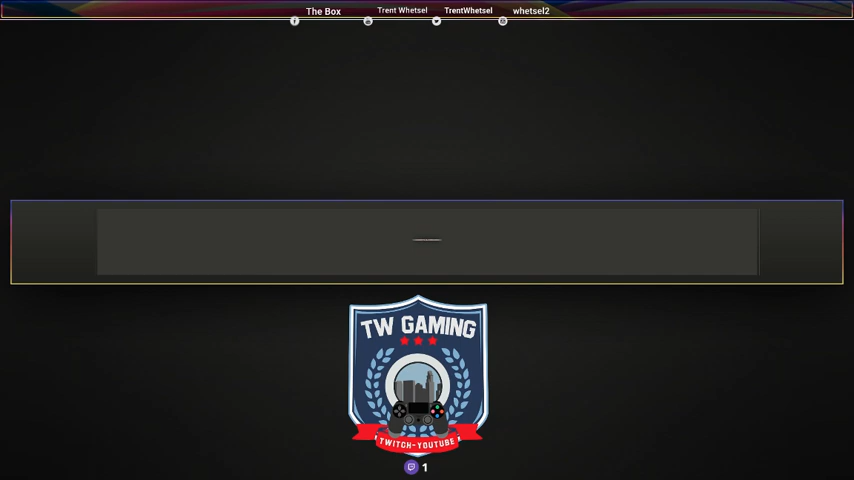 The Box
Trent Whetsel
TrentWhetsel
whetsel2
TW GAMING
TWITCH-YOUTUBE
1